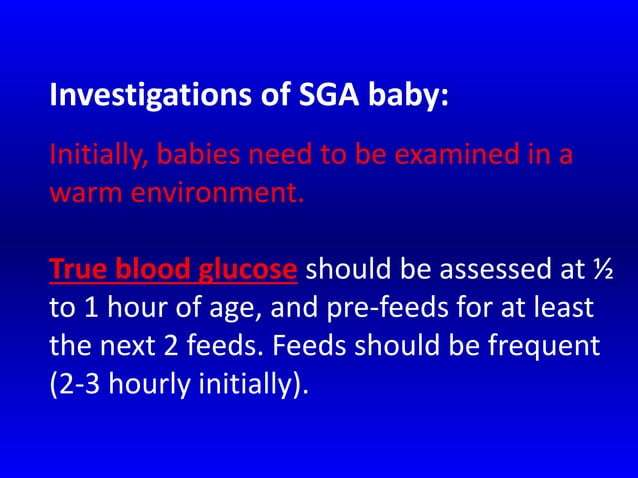 Investigations of SGA baby:
Initially, babies need to be examined in a
warm environment.
True blood glucose should be assessed at ½
to 1 hour of age, and pre-feeds for at least
the next 2 feeds. Feeds should be frequent
(2-3 hourly initially).